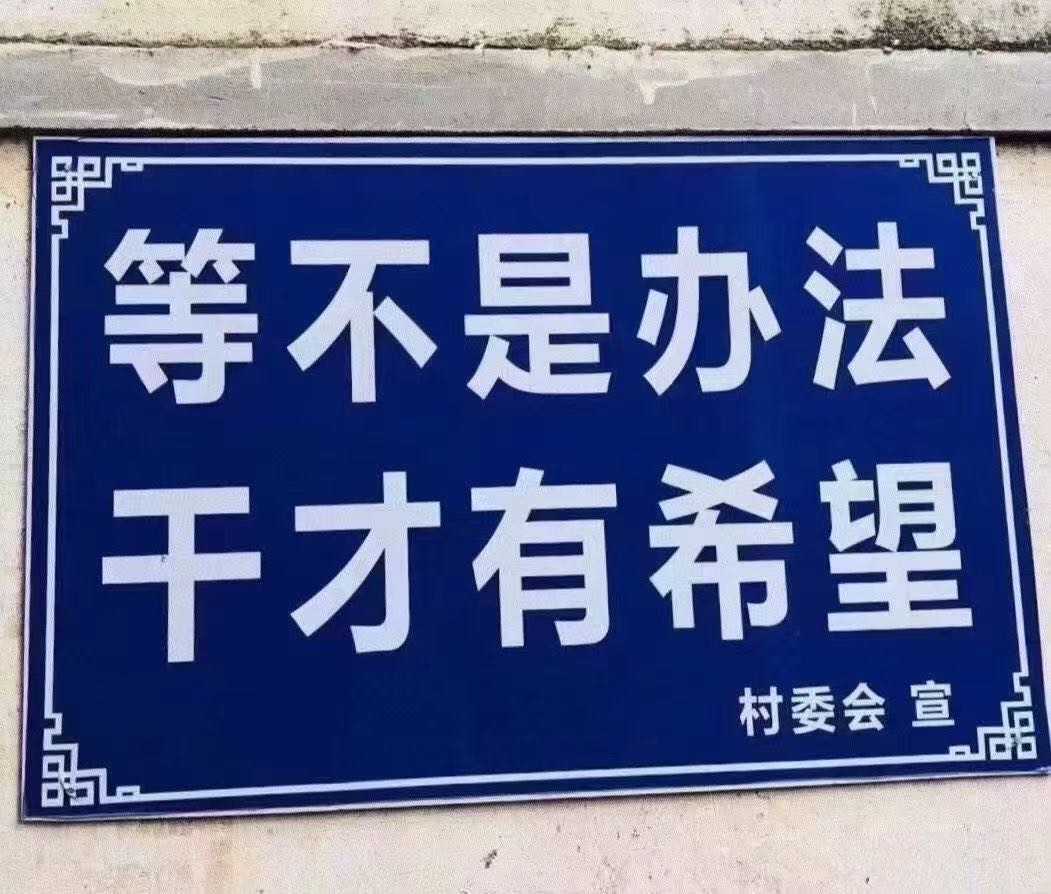 等不是办法
干才有希望
村委会 宣